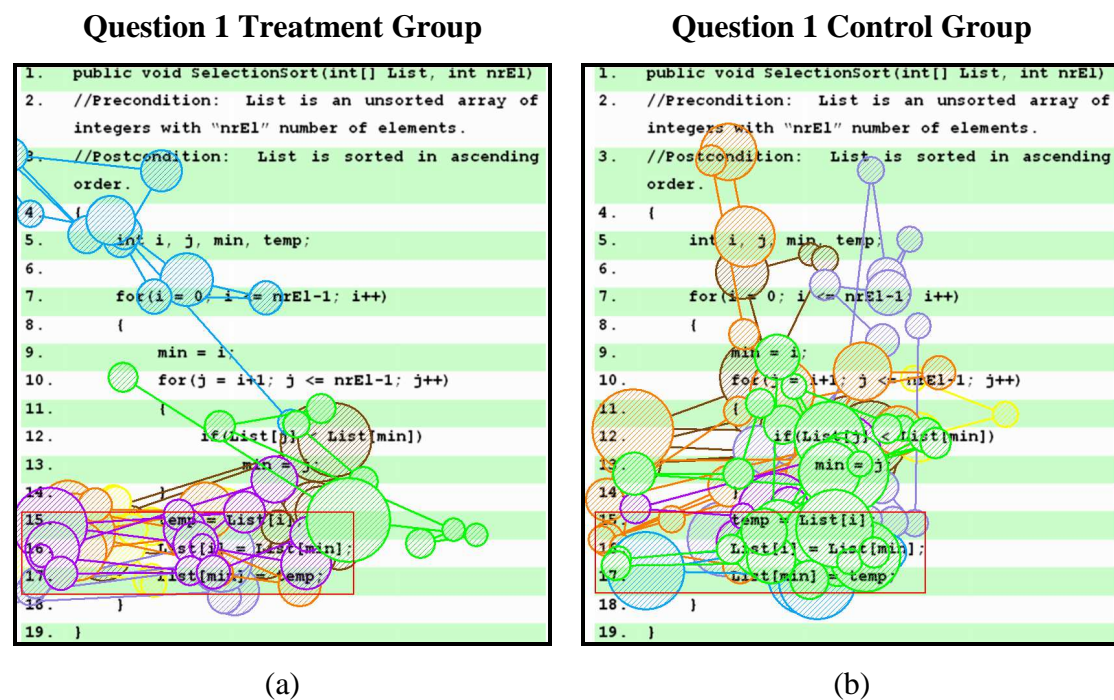 Question 1 Treatment Group
1. public void SelectionSort(int[] List, int nrEl)
2. //Precondition: List is an unsorted array of
integers with "nrEl" number of elements.
3. //Postcondition: List is sorted in ascending
order.
4. {
5. int i, j, min, temp;
6.
7. for(i = 0; i <= nrEl-1; i++)
8. {
9. min = i;
10. for(j = i+1; j <= nrEl-1; j++)
11. {
12. if(List[j] < List[min])
13. min = j;
14. }
15. temp = List[i]
16. List[i] = List[min];
17. List[min] = temp;
18. }
19. }
(a)
Question 1 Control Group
1. public void SelectionSort(int[] List, int nrEl)
2. //Precondition: List is an unsorted array of
integers with "nrEl" number of elements.
3. //Postcondition: List is sorted in ascending
order.
4. {
5. int i, j, min, temp;
6.
7. for(i = 0; i <= nrEl-1; i++)
8. {
9. min = i;
10. for(j = i+1; j <= nrEl-1; j++)
11. {
12. if(List[j] < List[min])
13. min = j
14. }
15. temp = List[i]
16. List[i] = List[min];
17. List[min] = temp;
18. }
19. }
(b)